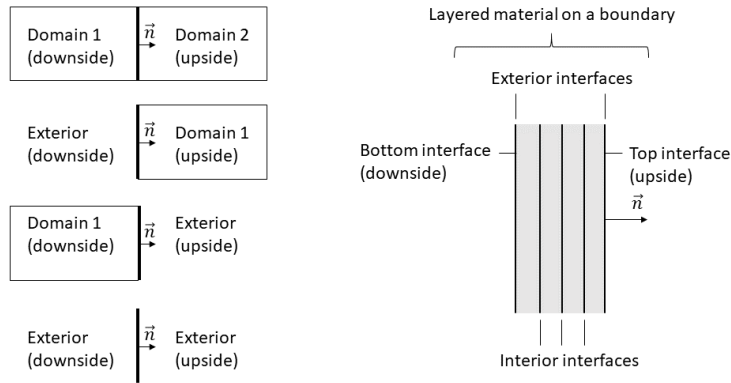 Domain 1
(downside)
n
Domain 2
(upside)
Exterior
(downside)
n
Domain 1
(upside)
Domain 1
(downside)
n
Exterior
(upside)
Exterior
(downside)
n
Exterior
(upside)
Layered material on a boundary
Exterior interfaces
Bottom interface
(downside)
Top interface
(upside)
n
Interior interfaces